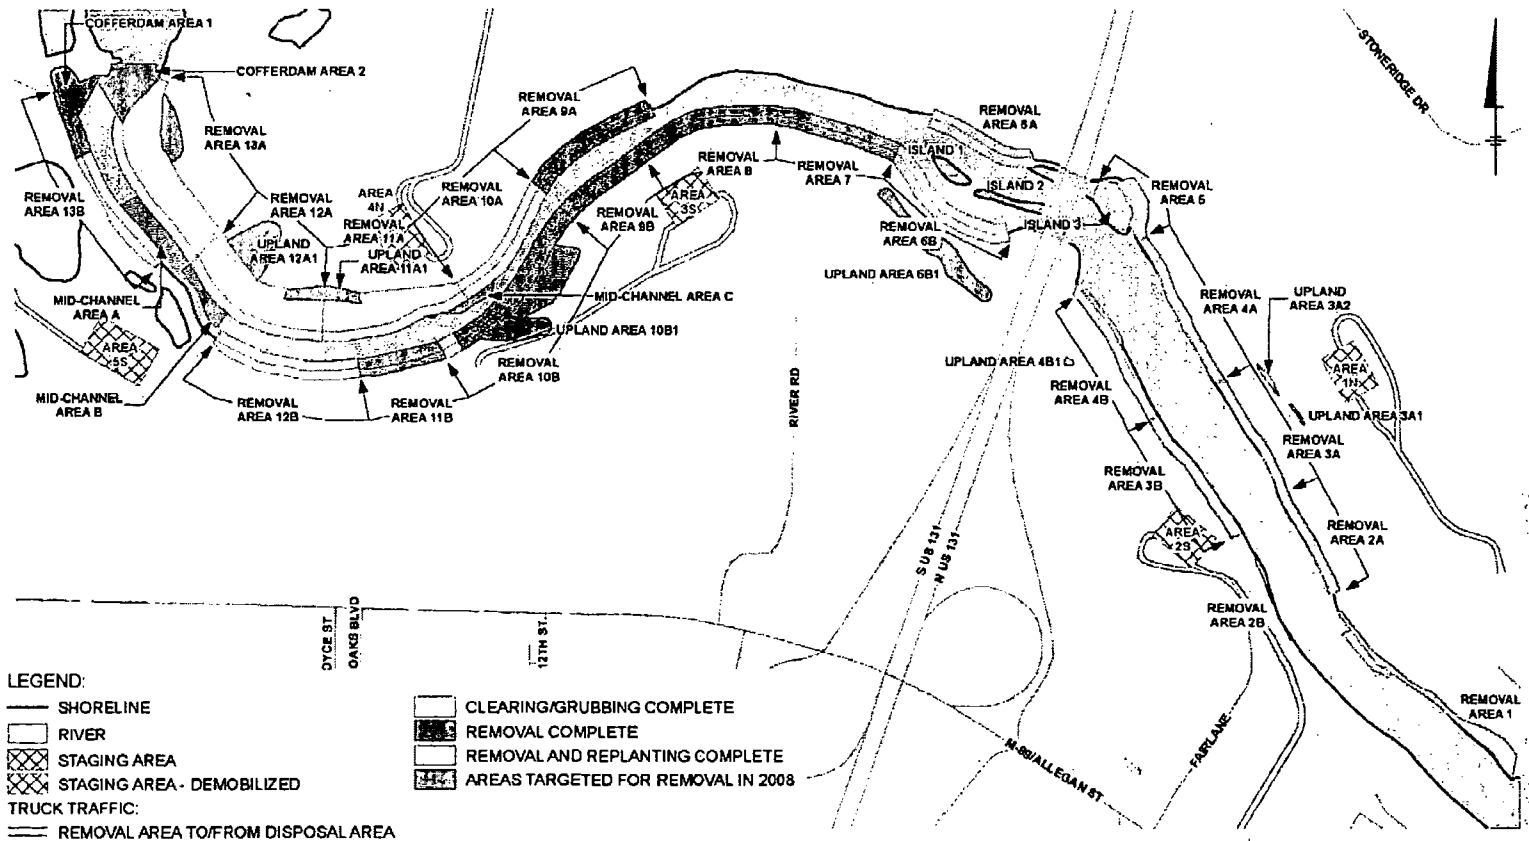 COFFERDAM AREA 1
COFFERDAM AREA 2
STONERIDGE DR
REMOVAL
AREA 9A
REMOVAL
AREA 6A
REMOVAL
AREA 13A
ISLAND 1
REMOVAL
AREA 8
REMOVAL
AREA 7
ISLAND 2
REMOVAL
AREA 5
REMOVAL
AREA 13B
REMOVAL
AREA 12A
AREA
4N
REMOVAL
AREA 10A
AREA
3S
REMOVAL
AREA 11A
REMOVAL
AREA 9B
ISLAND 3
REMOVAL
AREA 6B
UPLAND
AREA 12A1
UPLAND
AREA 11A1
UPLAND AREA 6B1
MID-CHANNEL
AREA A
MID-CHANNEL AREA C
REMOVAL
AREA 4A
UPLAND
AREA 3A2
UPLAND AREA 10B1
AREA
5S
REMOVAL
AREA 10B
UPLAND AREA 4B1
AREA
1N
MID-CHANNEL
AREA B
REMOVAL
AREA 12B
REMOVAL
AREA 11B
RIVER RD
REMOVAL
AREA 4B
UPLAND AREA 3A1
REMOVAL
AREA 3A
REMOVAL
AREA 3B
AREA
2S
REMOVAL
AREA 2A
S UB 131
N US 131
REMOVAL
AREA 2B
OAKS BLVD
12TH ST
REMOVAL
AREA 1
M-89/ALLEGAN ST
FAIRLANE
LEGEND:
SHORELINE
RIVER
STAGING AREA
STAGING AREA - DEMOBILIZED
TRUCK TRAFFIC:
REMOVAL AREA TO/FROM DISPOSAL AREA
CLEARING/GRUBBING COMPLETE
REMOVAL COMPLETE
REMOVAL AND REPLANTING COMPLETE
AREAS TARGETED FOR REMOVAL IN 2008